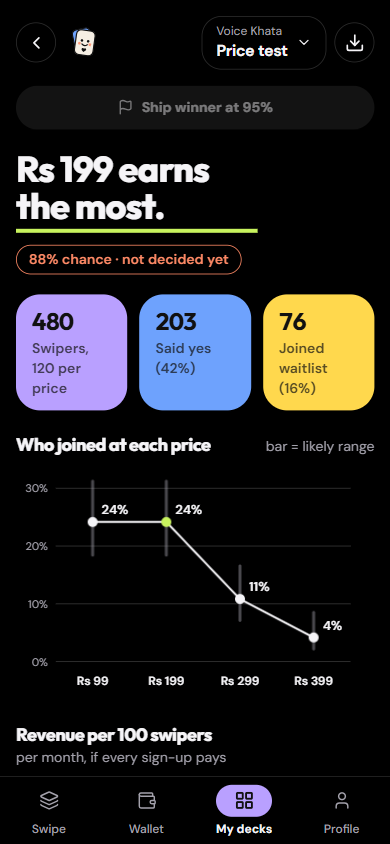 Voice Khata
Price test
Ship winner at 95%
Rs 199 earns
the most.
88% chance · not decided yet
480
Swipers,
120 per
price
203
Said yes
(42%)
76
Joined
waitlist
(16%)
Who joined at each price
bar = likely range
30%
20%
10%
0%
24%
24%
11%
4%
Rs 99
Rs 199
Rs 299
Rs 399
Revenue per 100 swipers
per month, if every sign-up pays
Swipe
Wallet
My decks
Profile